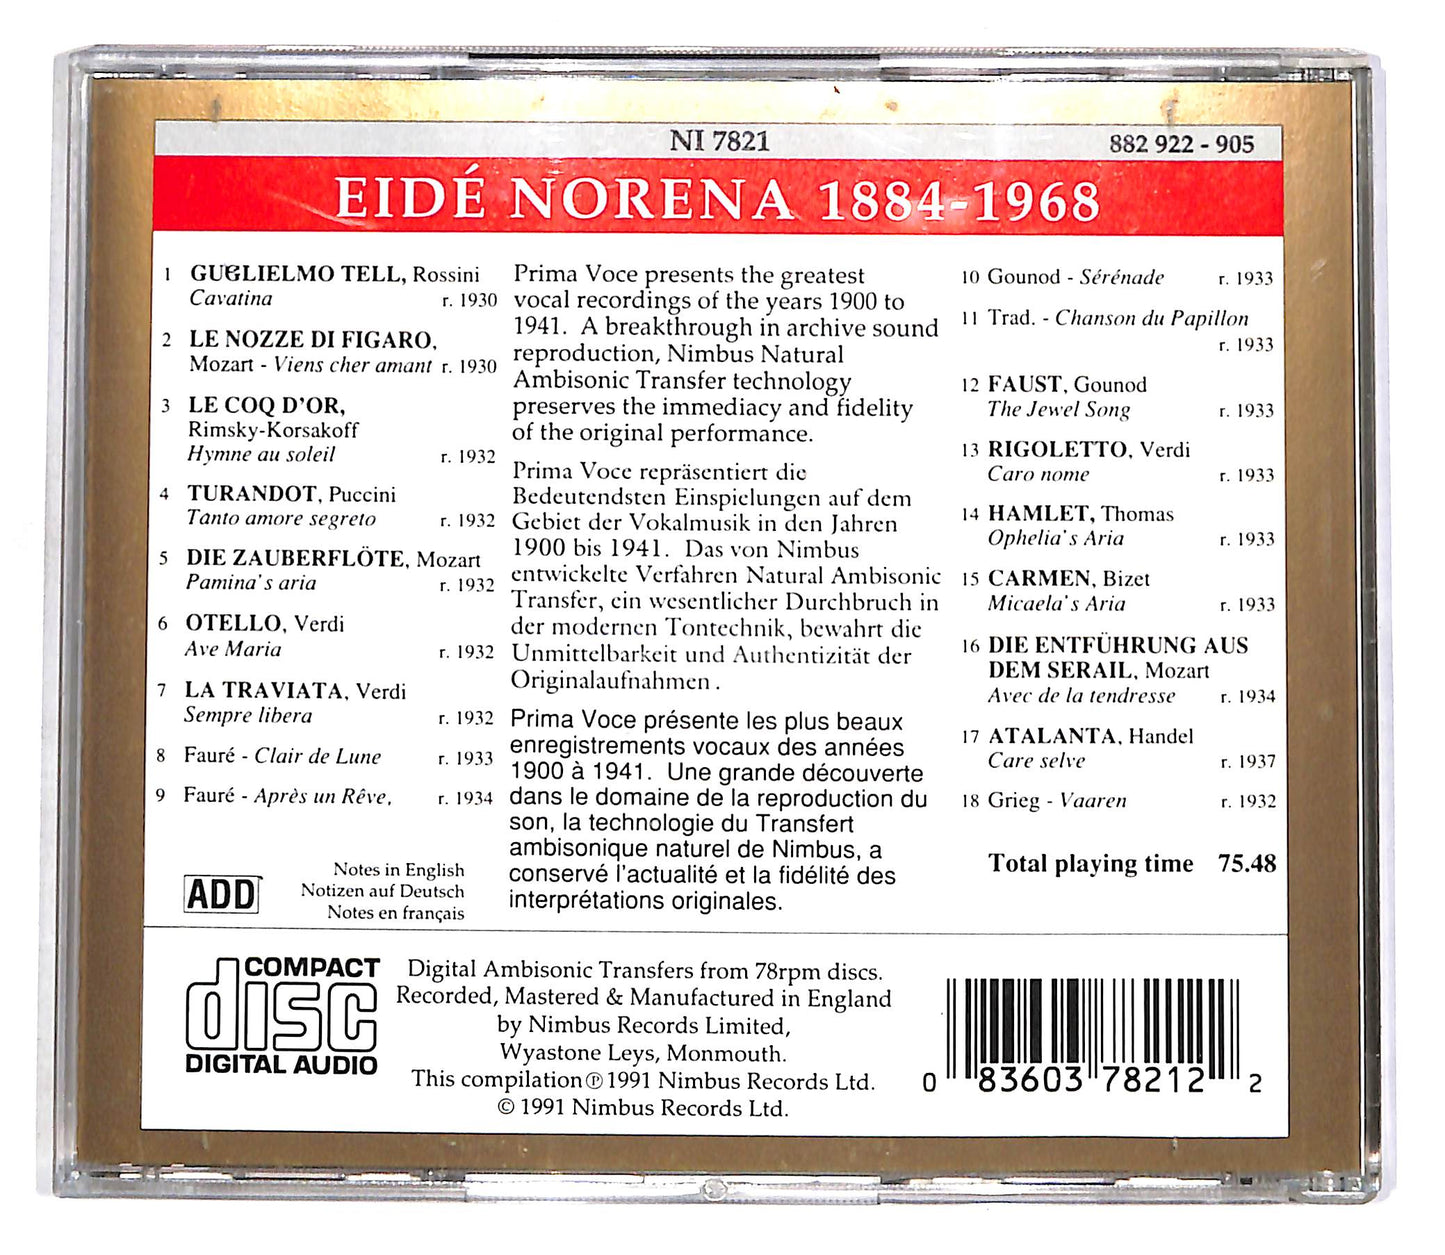 NI 7821
882 922 - 905
EIDÉ NORENA 1884-1968
1 GUGLIELMO TELL, Rossini
Cavatina r. 1930
2 LE NOZZE DI FIGARO,
Mozart - Viens cher amant r. 1930
3 LE COQ D'OR,
Rimsky-Korsakoff
Hymne au soleil r. 1932
4 TURANDOT, Puccini
Tanto amore segreto r. 1932
5 DIE ZAUBERFLÖTE, Mozart
Pamina's aria r. 1932
6 OTELLO, Verdi
Ave Maria r. 1932
7 LA TRAVIATA, Verdi
Sempre libera r. 1932
8 Fauré - Clair de Lune r. 1933
9 Fauré - Après un Rêve, r. 1934
ADD
Notes in English
Notizen auf Deutsch
Notes en français
Prima Voce presents the greatest
vocal recordings of the years 1900 to
1941. A breakthrough in archive sound
reproduction, Nimbus Natural
Ambisonic Transfer technology
preserves the immediacy and fidelity
of the original performance.
Prima Voce repräsentiert die
Bedeutendsten Einspielungen auf dem
Gebiet der Vokalmusik in den Jahren
1900 bis 1941. Das von Nimbus
entwickelte Verfahren Natural Ambisonic
Transfer, ein wesentlicher Durchbruch in
der modernen Tontechnik, bewahrt die
Unmittelbarkeit und Authentizität der
Originalaufnahmen.
Prima Voce présente les plus beaux
enregistrements vocaux des années
1900 à 1941. Une grande découverte
dans le domaine de la reproduction du
son, la technologie du Transfert
ambisonique naturel de Nimbus, a
conservé l'actualité et la fidélité des
interprétations originales.
10 Gounod - Sérénade r. 1933
11 Trad. - Chanson du Papillon
r. 1933
12 FAUST, Gounod
The Jewel Song r. 1933
13 RIGOLETTO, Verdi
Caro nome r. 1933
14 HAMLET, Thomas
Ophelia's Aria r. 1933
15 CARMEN, Bizet
Micaela's Aria r. 1933
16 DIE ENTFÜHRUNG AUS
DEM SERAIL, Mozart
Avec de la tendresse r. 1934
17 ATALANTA, Handel
Care selve r. 1937
18 Grieg - Vaaren r. 1932
Total playing time 75.48
COMPACT
disc
DIGITAL AUDIO
Digital Ambisonic Transfers from 78rpm discs.
Recorded, Mastered & Manufactured in England
by Nimbus Records Limited,
Wyastone Leys, Monmouth.
This compilation ℗ 1991 Nimbus Records Ltd.
© 1991 Nimbus Records Ltd.
0 83603 78212 2